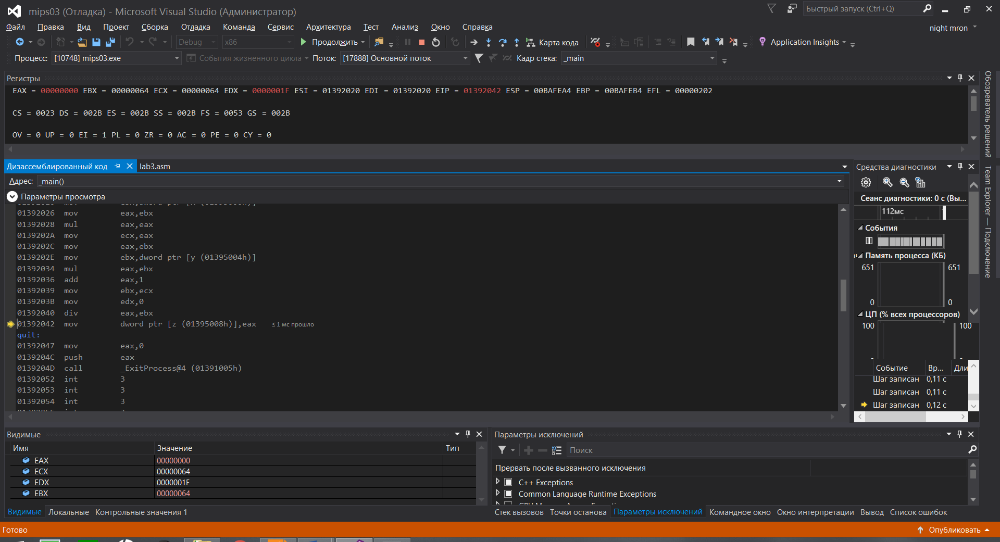 mips03 (Отладка) - Microsoft Visual Studio (Администратор)
Быстрый запуск (Ctrl+Q)
Файл Правка Вид Проект Сборка Отладка Команда Сервис Архитектура Тест Анализ Окно Справка
night mron
Debug x86 Продолжить Карта кода Application Insights
Процесс: [10748] mips03.exe События жизненного цикла Поток: [17888] Основной поток Кадр стека: _main
Регистры
EAX = 00000000 EBX = 00000064 ECX = 00000064 EDX = 0000001F ESI = 01392020 EDI = 01392020 EIP = 01392042 ESP = 00BAFEA4 EBP = 00BAFEB4 EFL = 00000202
CS = 0023 DS = 002B ES = 002B SS = 002B FS = 0053 GS = 002B
OV = 0 UP = 0 EI = 1 PL = 0 ZR = 0 AC = 0 PE = 0 CY = 0
Дизассемблированный код lab3.asm
Адрес: _main()
Параметры просмотра
01392026 mov eax,ebx
01392028 mul eax,eax
0139202A mov ecx,eax
0139202C mov eax,ebx
0139202E mov ebx,dword ptr [y (01395004h)]
01392034 mul eax,ebx
01392036 add eax,1
01392039 mov ebx,ecx
0139203B mov edx,0
01392040 div eax,ebx
01392042 mov dword ptr [z (01395008h)],eax ≤ 1 мс прошло
quit:
01392047 mov eax,0
0139204C push eax
0139204D call _ExitProcess@4 (01391005h)
01392052 int 3
01392053 int 3
01392054 int 3
Средства диагностики
Сеанс диагностики: 0 с (Вы...
112мс
События
Память процесса (КБ)
651 651
0 0
ЦП (% всех процессоров)
100 100
Событие Вр... Дли
Шаг записан 0,11 с
Шаг записан 0,11 с
Шаг записан 0,12 с
Обозреватель решений
Team Explorer — Подключение
Видимые
Имя Значение Тип
EAX 00000000
ECX 00000064
EDX 0000001F
EBX 00000064
Видимые Локальные Контрольные значения 1
Параметры исключений
Поиск
Прервать после вызванного исключения
C++ Exceptions
Common Language Runtime Exceptions
Стек вызовов Точки останова Параметры исключений Командное окно Окно интерпретации Вывод Список ошибок
Готово
Опубликовать